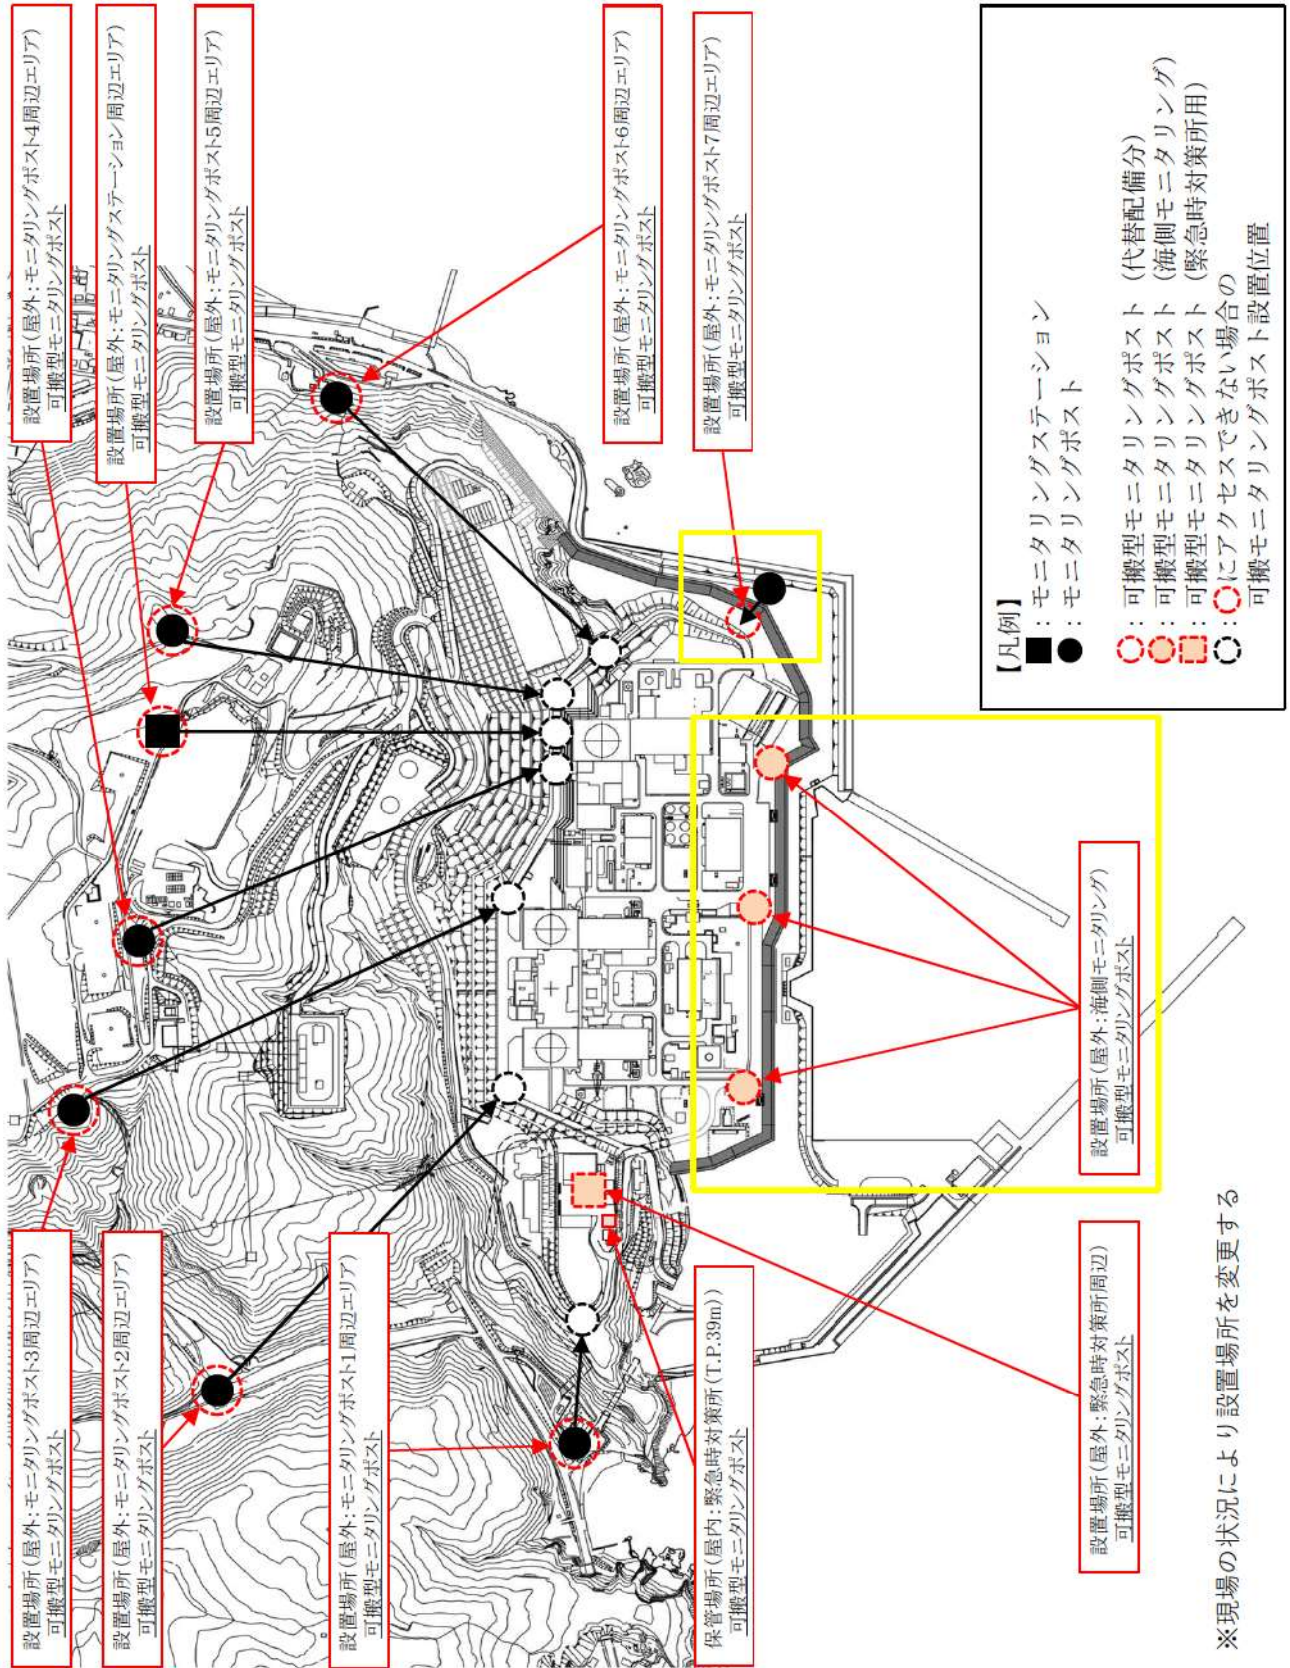 設置場所(屋外:モニタリングポスト3周辺エリア)
可搬型モニタリングポスト
設置場所(屋外:モニタリングポスト2周辺エリア)
可搬型モニタリングポスト
設置場所(屋外:モニタリングポスト1周辺エリア)
可搬型モニタリングポスト
保管場所(屋内:緊急時対策所(T.P.39m))
可搬型モニタリングポスト
設置場所(屋外:緊急時対策所周辺)
可搬型モニタリングポスト
設置場所(屋外:海側モニタリング)
可搬型モニタリングポスト
設置場所(屋外:モニタリングポスト4周辺エリア)
可搬型モニタリングポスト
設置場所(屋外:モニタリングステーション周辺エリア)
可搬型モニタリングポスト
設置場所(屋外:モニタリングポスト5周辺エリア)
可搬型モニタリングポスト
設置場所(屋外:モニタリングポスト6周辺エリア)
可搬型モニタリングポスト
設置場所(屋外:モニタリングポスト7周辺エリア)
可搬型モニタリングポスト
【凡例】
:モニタリングステーション
:モニタリングポスト
:可搬型モニタリングポスト(代替配備分)
:可搬型モニタリングポスト(海側モニタリング)
:可搬型モニタリングポスト(緊急時対策所用)
:にアクセスできない場合の
可搬モニタリングポスト設置位置
※現場の状況により設置場所を変更する